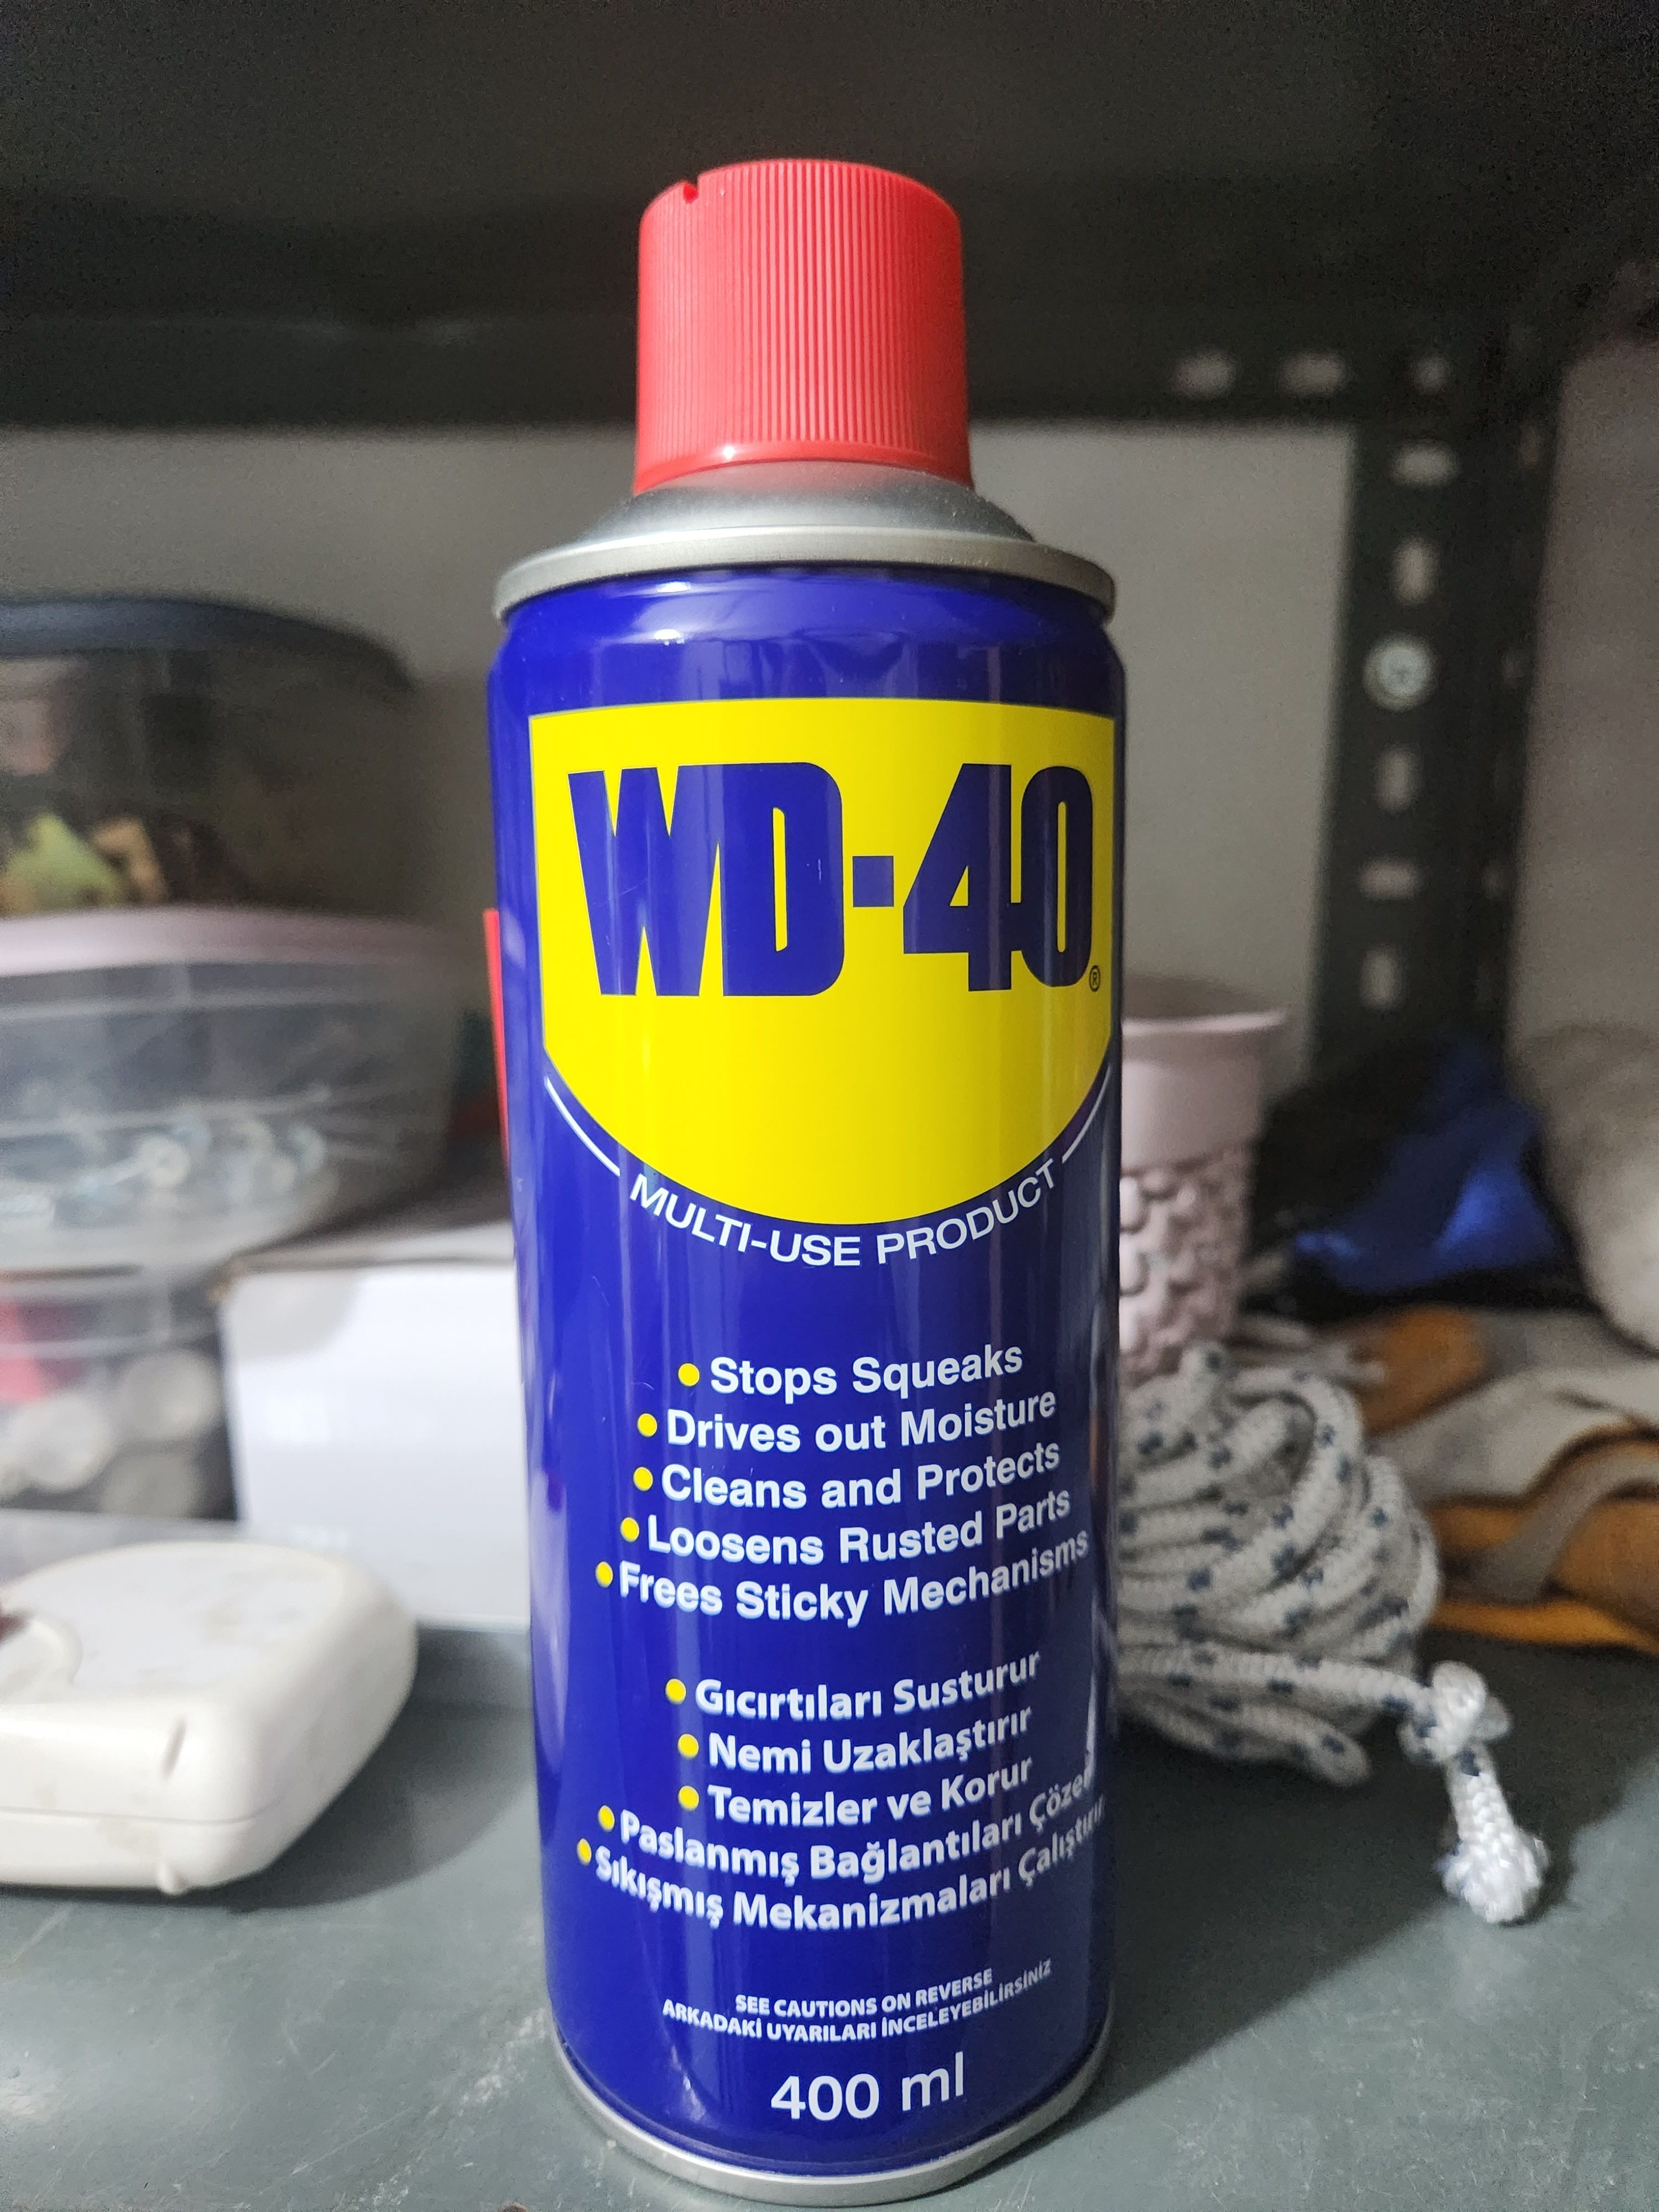 WD-40®
MULTI-USE PRODUCT
• Stops Squeaks
• Drives out Moisture
• Cleans and Protects
• Loosens Rusted Parts
• Frees Sticky Mechanisms
• Gıcırtıları Susturur
• Nemi Uzaklaştırır
• Temizler ve Korur
• Paslanmış Bağlantıları Çözer
• Sıkışmış Mekanizmaları Çalıştırır
SEE CAUTIONS ON REVERSE
ARKADAKİ UYARILARI İNCELEYEBİLİRSİNİZ
400 ml